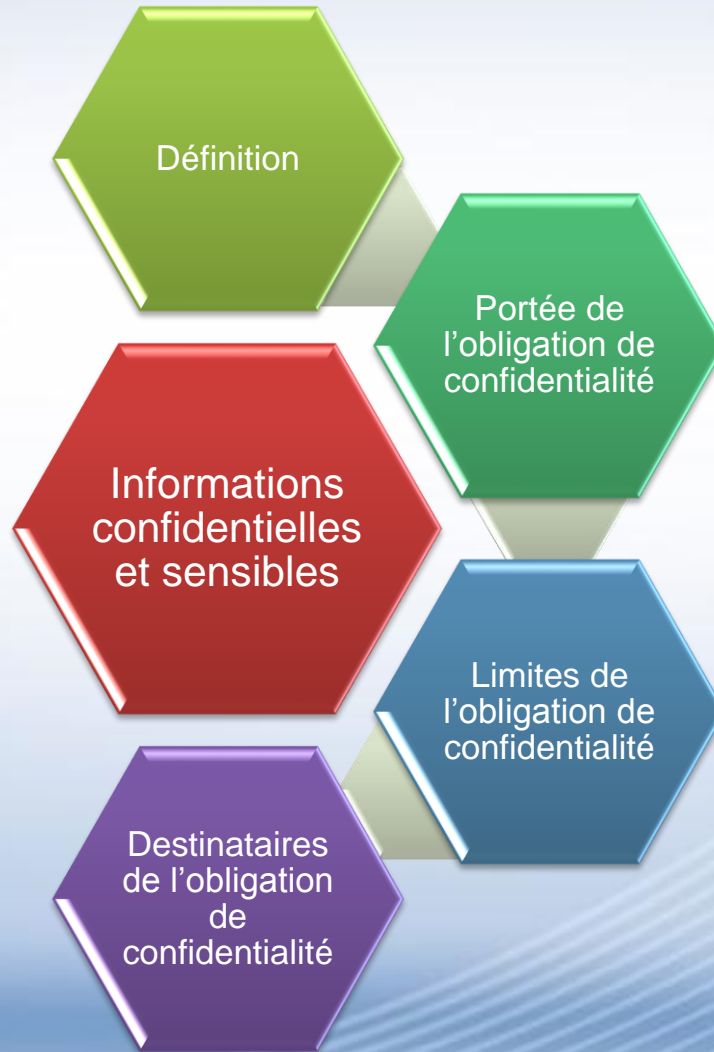 Définition
Portée de
l’obligation de
confidentialité
Informations
confidentielles
et sensibles
Limites de
l’obligation de
confidentialité
Destinataires
de l’obligation
de
confidentialité